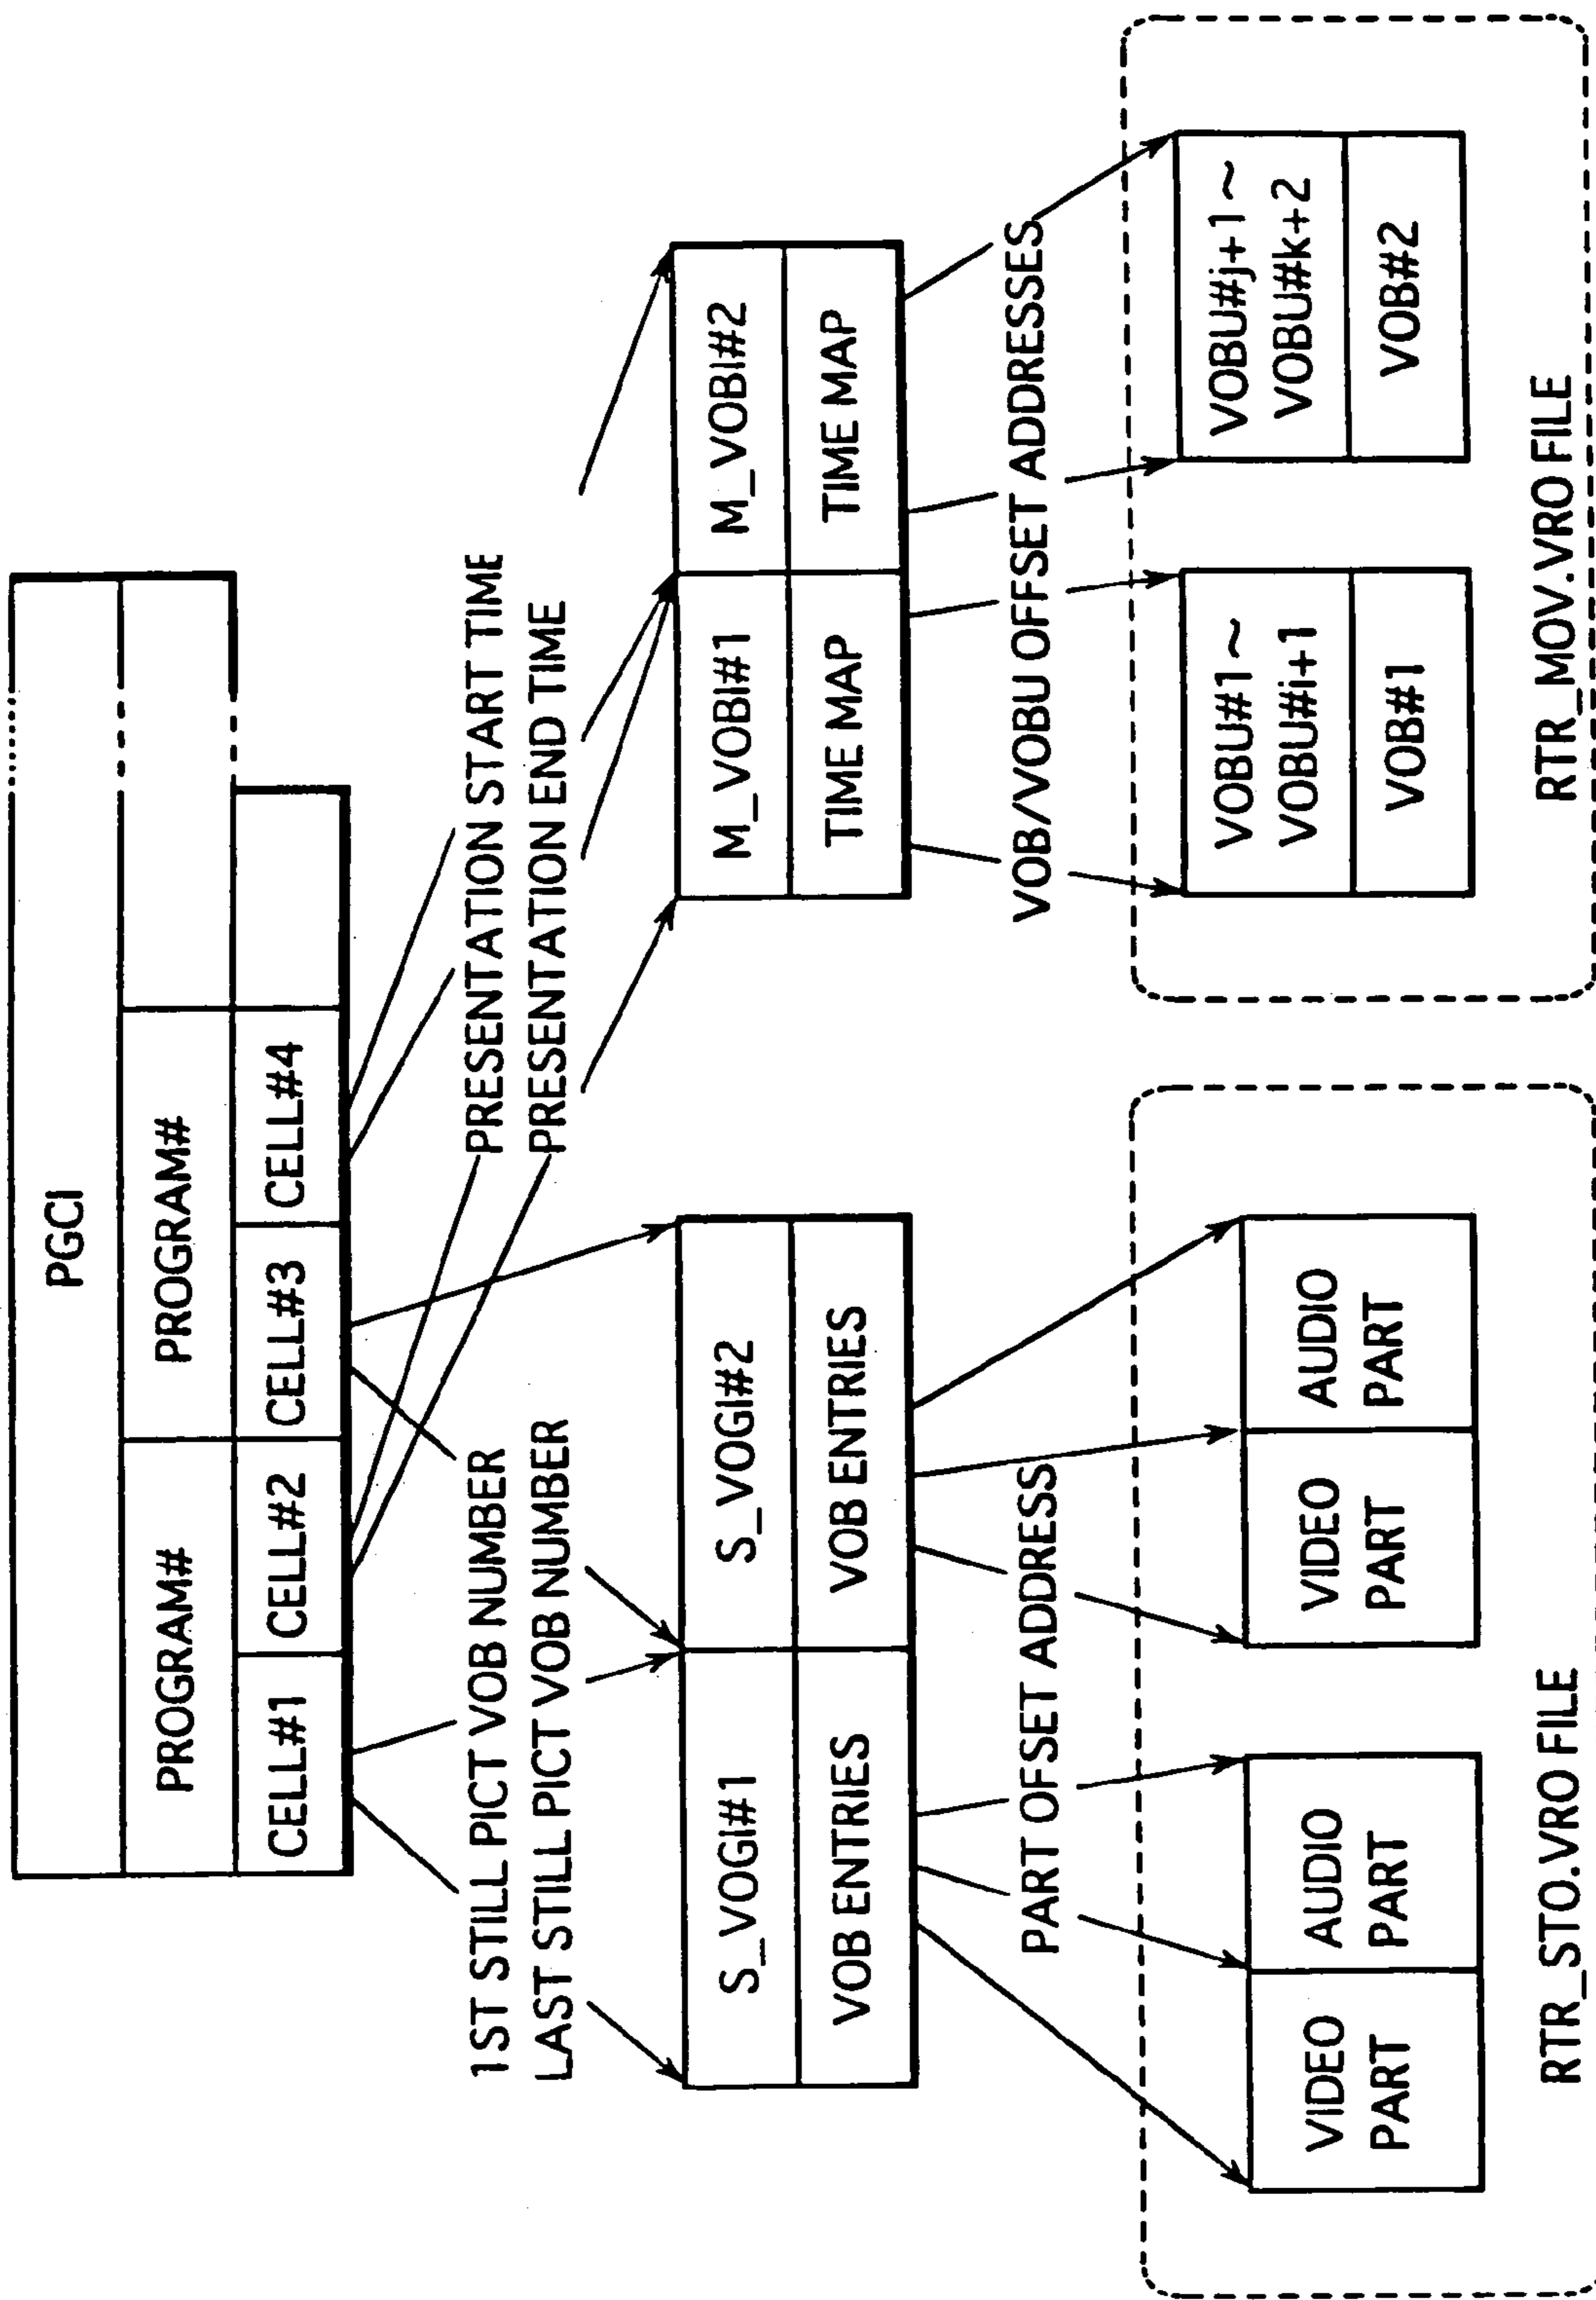 PGCI
PROGRAM#
PROGRAM#
CELL#1
CELL#2
CELL#3
CELL#4
1ST STILL PICT VOB NUMBER
LAST STILL PICT VOB NUMBER
PRESENTATION START TIME
PRESENTATION END TIME
S_VOGI#1
S_VOGI#2
VOB ENTRIES
VOB ENTRIES
M_VOBI#1
M_VOBI#2
TIME MAP
TIME MAP
PART OFFSET ADDRESS
VOB/VOBU OFFSET ADDRESSES
VIDEO
PART
AUDIO
PART
VIDEO
PART
AUDIO
PART
VOBU#1 ~
VOBU#i+1
VOB#1
VOBU#j+1 ~
VOBU#k+2
VOB#2
RTR_STO.VRO FILE
RTR_MOV.VRO FILE